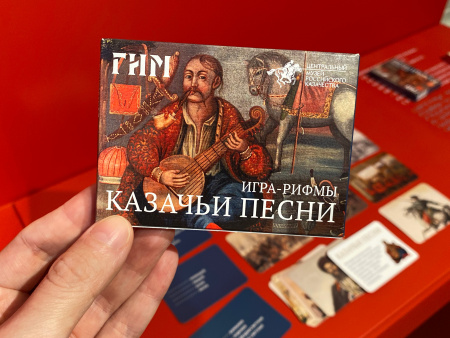 ГИМ
ЦЕНТРАЛЬНЫЙ
МУЗЕЙ
РОССИЙСКОГО
КАЗАЧЕСТВА
ИГРА-РИФМЫ
КАЗАЧЬИ ПЕСНИ